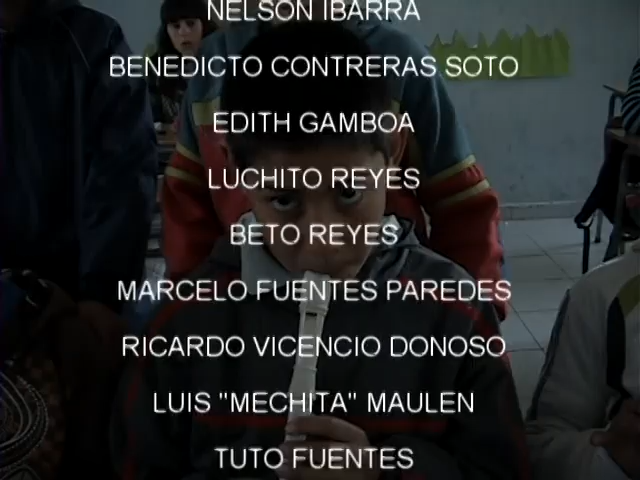 NELSON IBARRA
BENEDICTO CONTRERAS SOTO
EDITH GAMBOA
LUCHITO REYES
BETO REYES
MARCELO FUENTES PAREDES
RICARDO VICENCIO DONOSO
LUIS "MECHITA" MAULEN
TUTO FUENTES